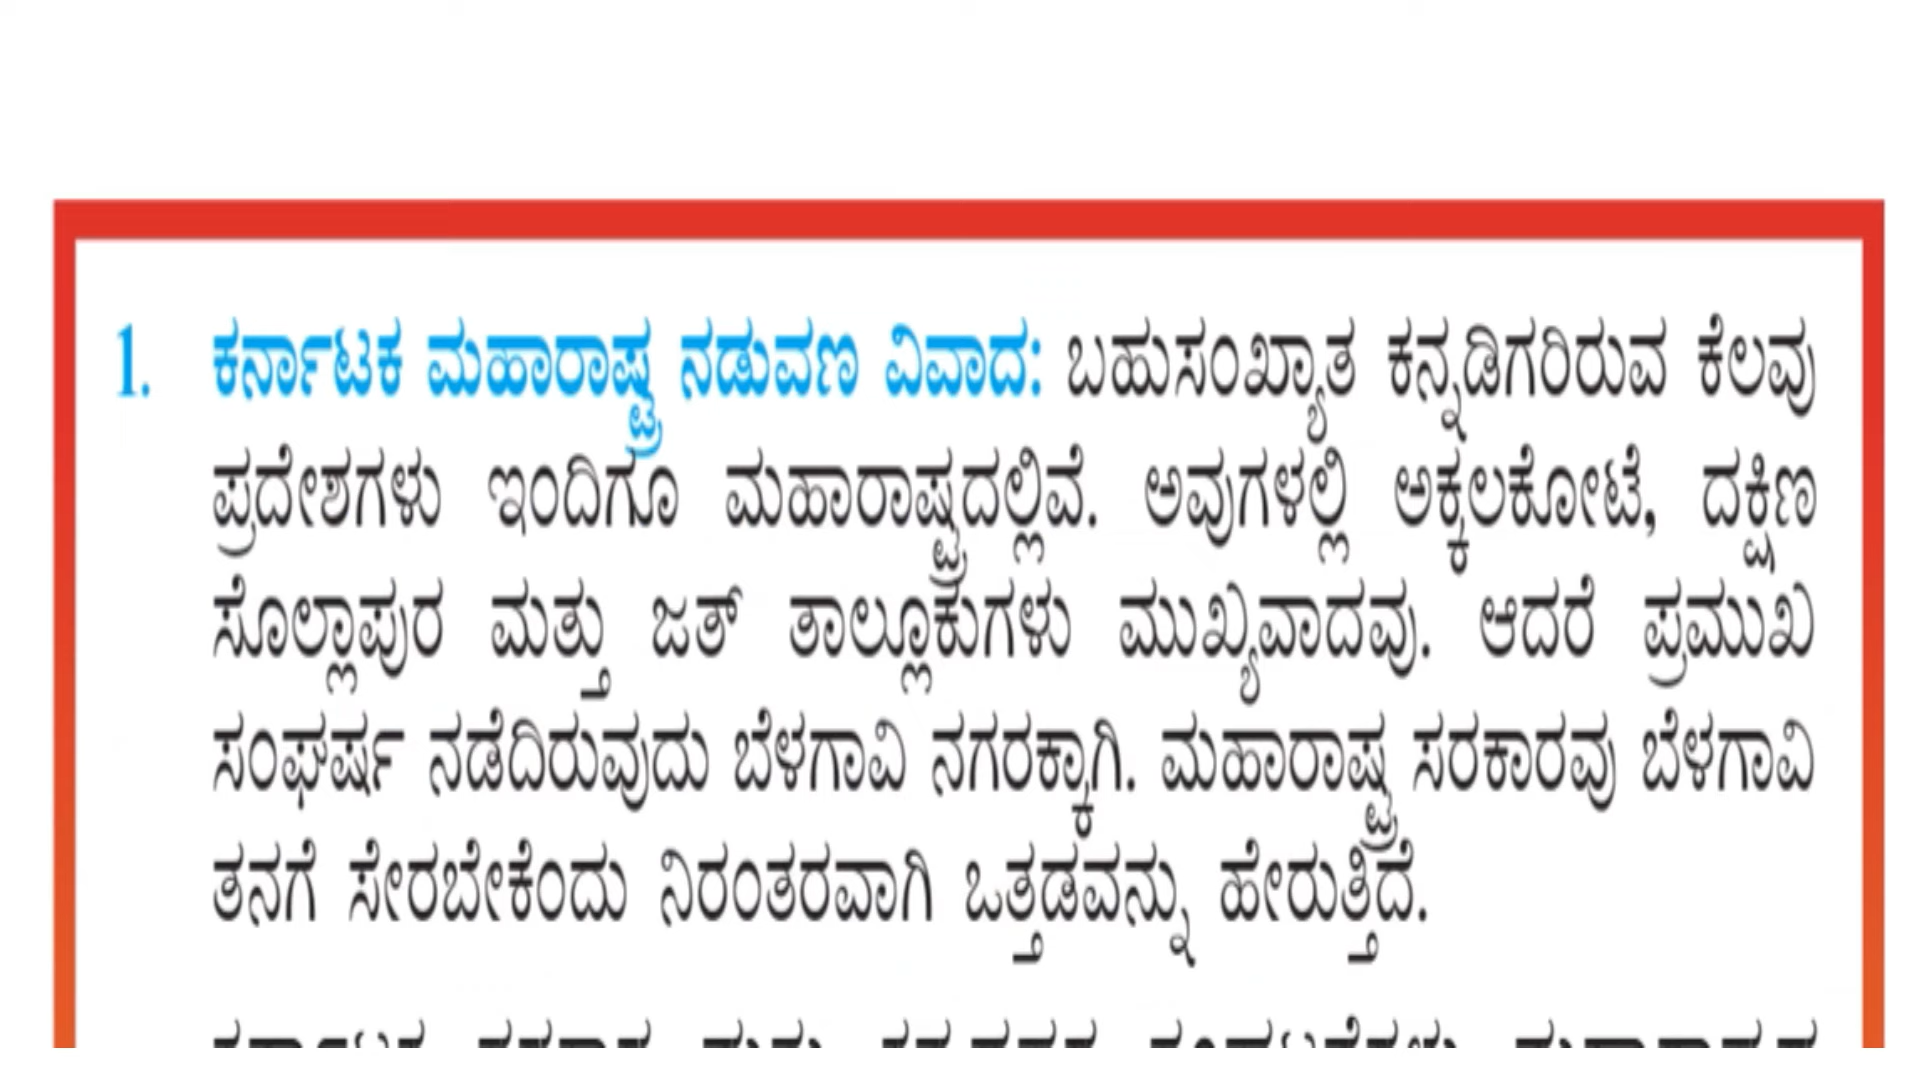 1. ಕರ್ನಾಟಕ ಮಹಾರಾಷ್ಟ್ರ ನಡುವಣ ವಿವಾದ: ಬಹುಸಂಖ್ಯಾತ ಕನ್ನಡಿಗರಿರುವ ಕೆಲವು
ಪ್ರದೇಶಗಳು ಇಂದಿಗೂ ಮಹಾರಾಷ್ಟ್ರದಲ್ಲಿವೆ. ಅವುಗಳಲ್ಲಿ ಅಕ್ಕಲಕೋಟೆ, ದಕ್ಷಿಣ
ಸೊಲ್ಲಾಪುರ ಮತ್ತು ಜತ್ ತಾಲ್ಲೂಕುಗಳು ಮುಖ್ಯವಾದವು. ಆದರೆ ಪ್ರಮುಖ
ಸಂಘರ್ಷ ನಡೆದಿರುವುದು ಬೆಳಗಾವಿ ನಗರಕ್ಕಾಗಿ. ಮಹಾರಾಷ್ಟ್ರ ಸರಕಾರವು ಬೆಳಗಾವಿ
ತನಗೆ ಸೇರಬೇಕೆಂದು ನಿರಂತರವಾಗಿ ಒತ್ತಡವನ್ನು ಹೇರುತ್ತಿದೆ.